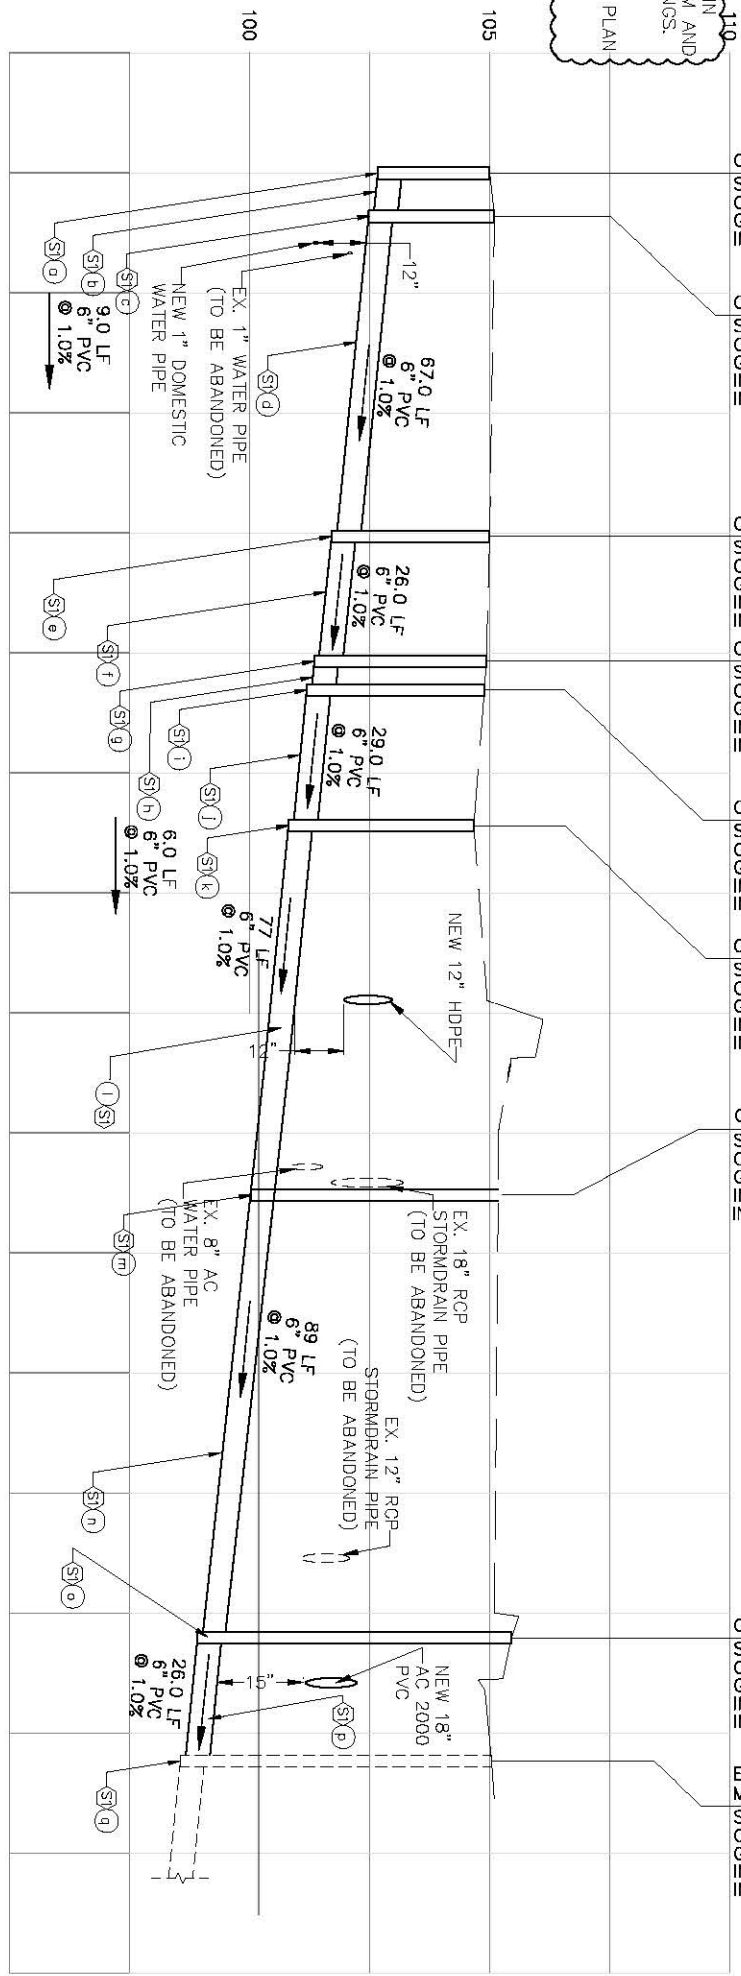 110
105
100
PLAN
12"
67.0 LF
6" PVC
@ 1.0%
EX. 1" WATER PIPE
(TO BE ABANDONED)
NEW 1" DOMESTIC
WATER PIPE
S1 a
S1 b
S1 c
S1 d
9.0 LF
6" PVC
@ 1.0%
26.0 LF
6" PVC
@ 1.0%
S1 e
S1 f
S1 g
S1 h
S1 i
29.0 LF
6" PVC
@ 1.0%
S1 j
S1 k
6.0 LF
6" PVC
@ 1.0%
NEW 12" HDPE
77 LF
6" PVC
@ 1.0%
12"
l S1
EX. 18" RCP
STORMDRAIN PIPE
(TO BE ABANDONED)
EX. 8" AC
WATER PIPE
(TO BE ABANDONED)
S1 m
89 LF
6" PVC
@ 1.0%
EX. 12" RCP
STORMDRAIN PIPE
(TO BE ABANDONED)
S1 n
S1 o
NEW 18"
AC 2000
PVC
15"
S1 p
26.0 LF
6" PVC
@ 1.0%
S1 q